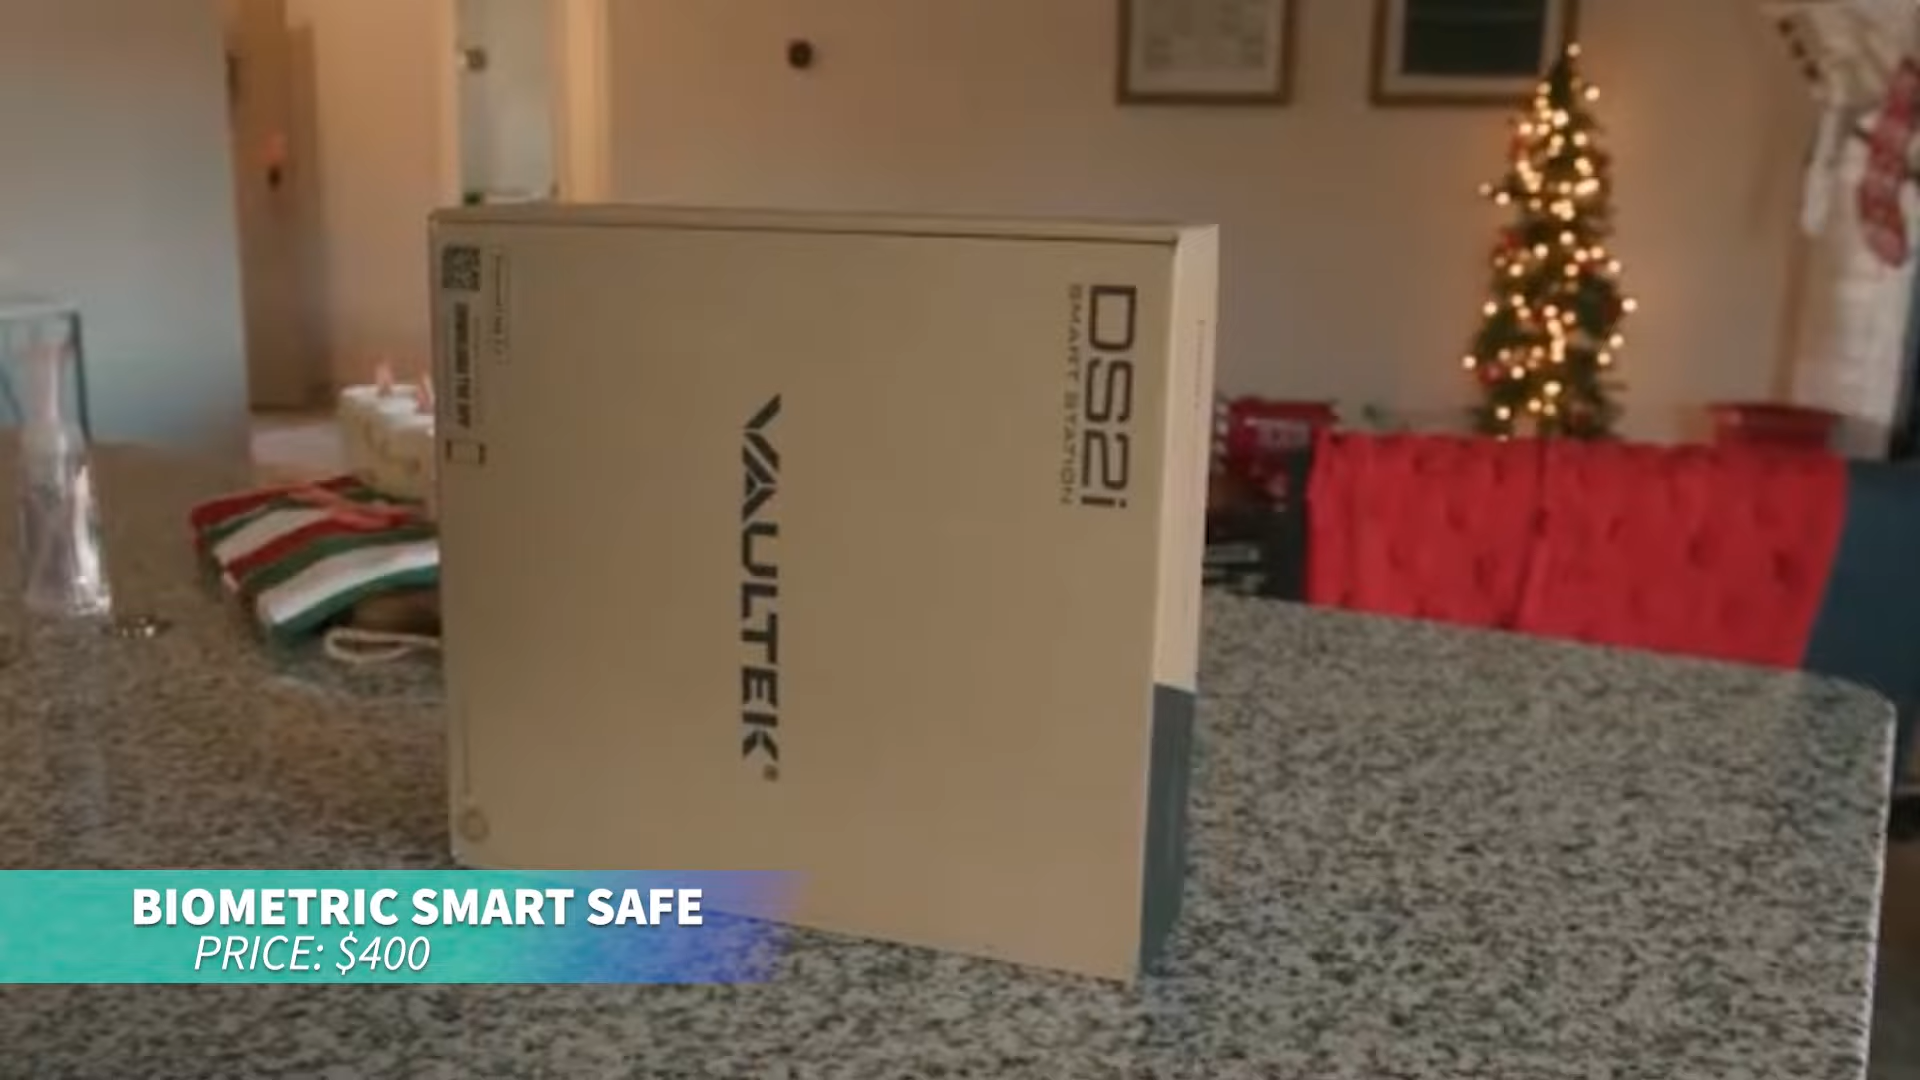 DS2i
SMART STATION
VAULTEK®
BIOMETRIC SMART SAFE
PRICE: $400